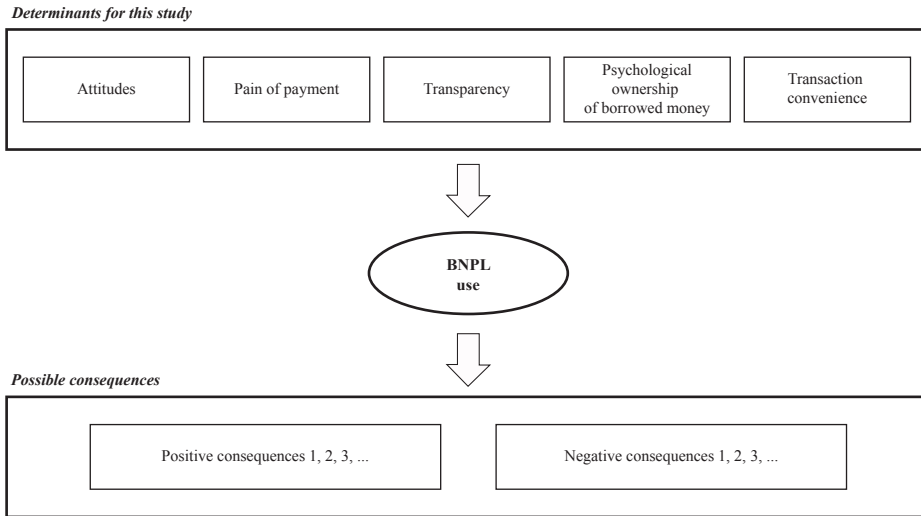 Determinants for this study
Attitudes
Pain of payment
Transparency
Psychological
ownership
of borrowed money
Transaction
convenience
BNPL
use
Possible consequences
Positive consequences 1, 2, 3, ...
Negative consequences 1, 2, 3, ...